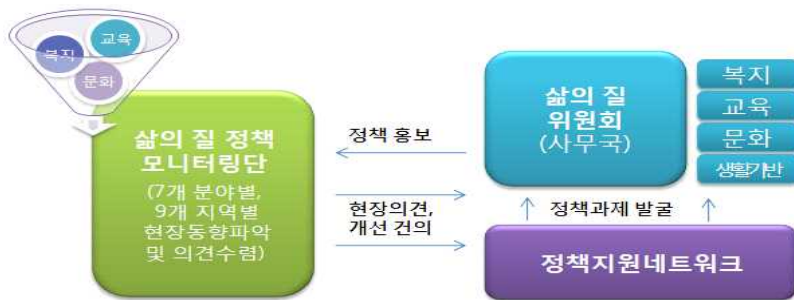 복지
교육
문화
삶의 질 정책
모니터링단
(7개 분야별,
9개 지역별
현장동향파악
및 의견수렴)
정책 홍보
현장의견,
개선 건의
삶의 질
위원회
(사무국)
복지
교육
문화
생활기반
정책과제 발굴
정책지원네트워크